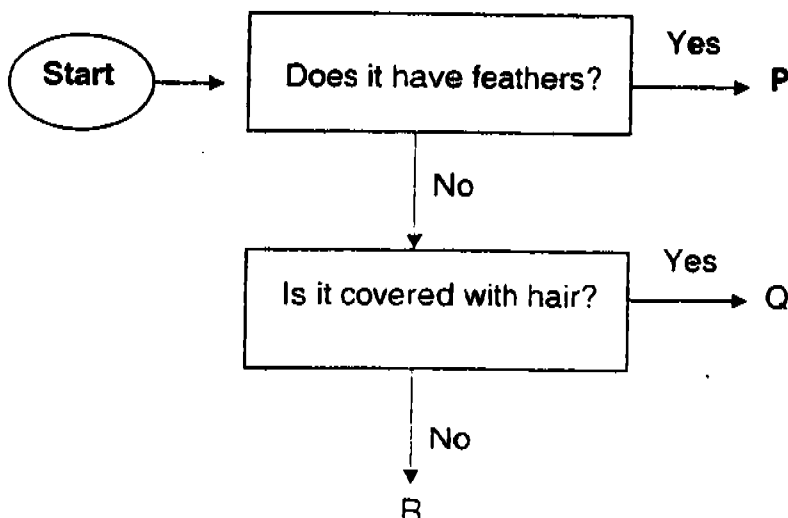 Start
Does it have feathers?
Yes
P
No
Is it covered with hair?
Yes
Q
No
R